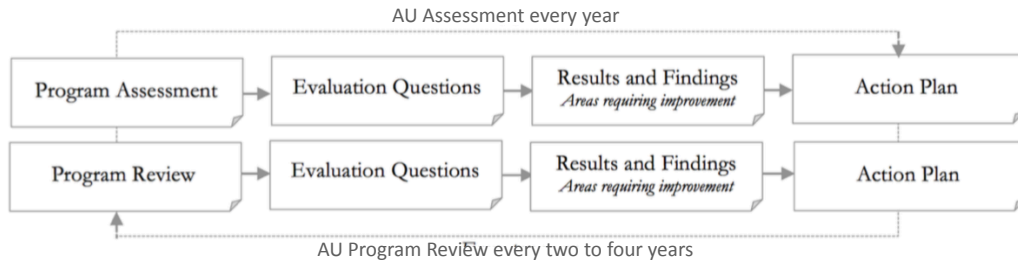 AU Assessment every year
Program Assessment
Evaluation Questions
Results and Findings
Areas requiring improvement
Action Plan
Program Review
Evaluation Questions
Results and Findings
Areas requiring improvement
Action Plan
AU Program Review every two to four years